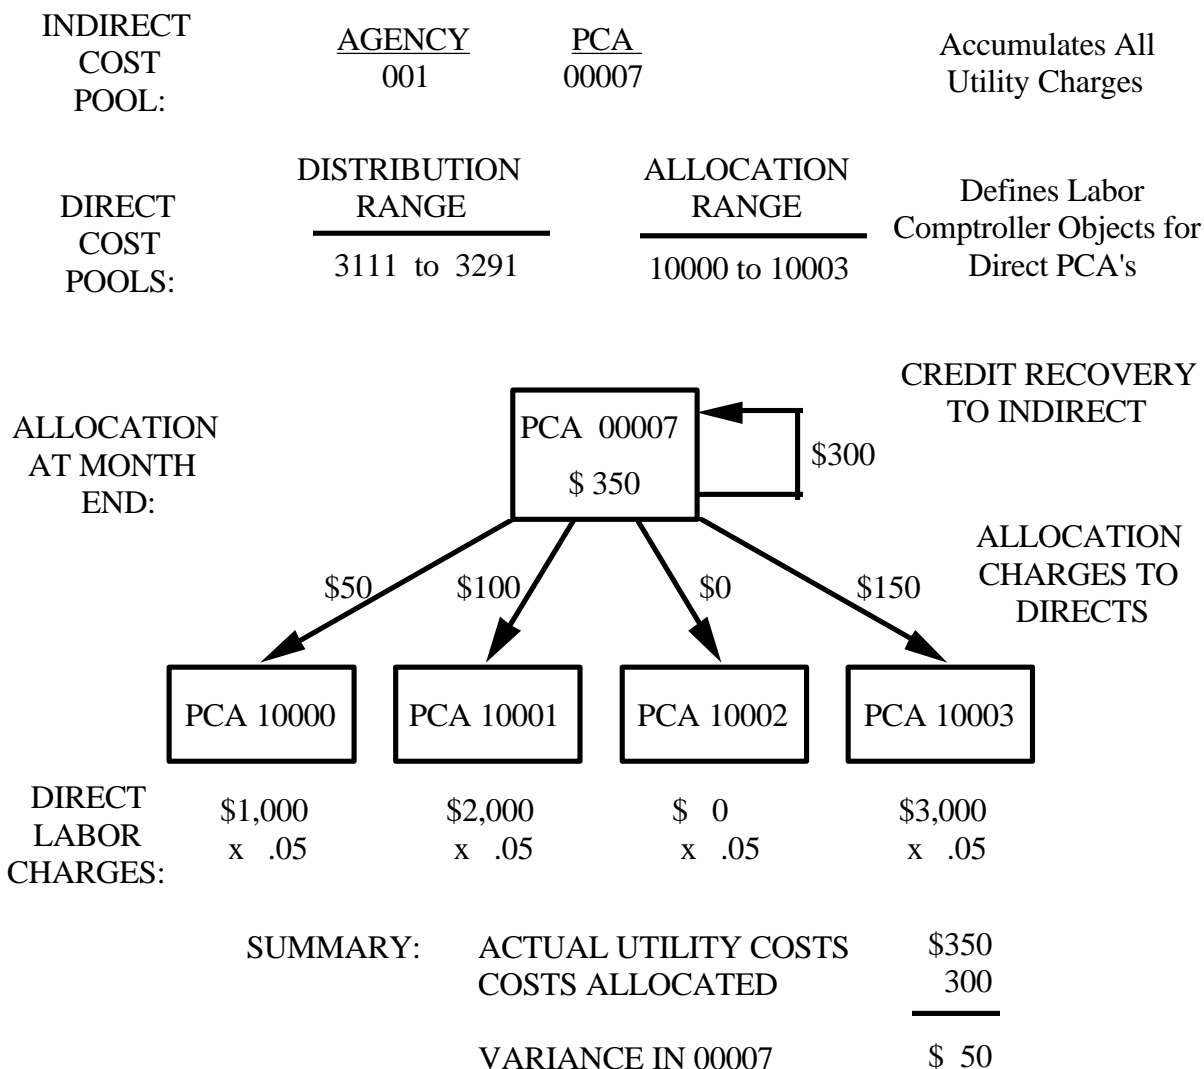 INDIRECT
COST
POOL:
AGENCY
001
PCA
00007
Accumulates All
Utility Charges
DIRECT
COST
POOLS:
DISTRIBUTION
RANGE
3111 to 3291
ALLOCATION
RANGE
10000 to 10003
Defines Labor
Comptroller Objects for
Direct PCA's
ALLOCATION
AT MONTH
END:
PCA 00007
$ 350
$300
CREDIT RECOVERY
TO INDIRECT
$50
$100
$0
$150
ALLOCATION
CHARGES TO
DIRECTS
PCA 10000
PCA 10001
PCA 10002
PCA 10003
DIRECT
LABOR
CHARGES:
$1,000
x .05
$2,000
x .05
$ 0
x .05
$3,000
x .05
SUMMARY:
ACTUAL UTILITY COSTS $350
COSTS ALLOCATED 300
VARIANCE IN 00007 $ 50